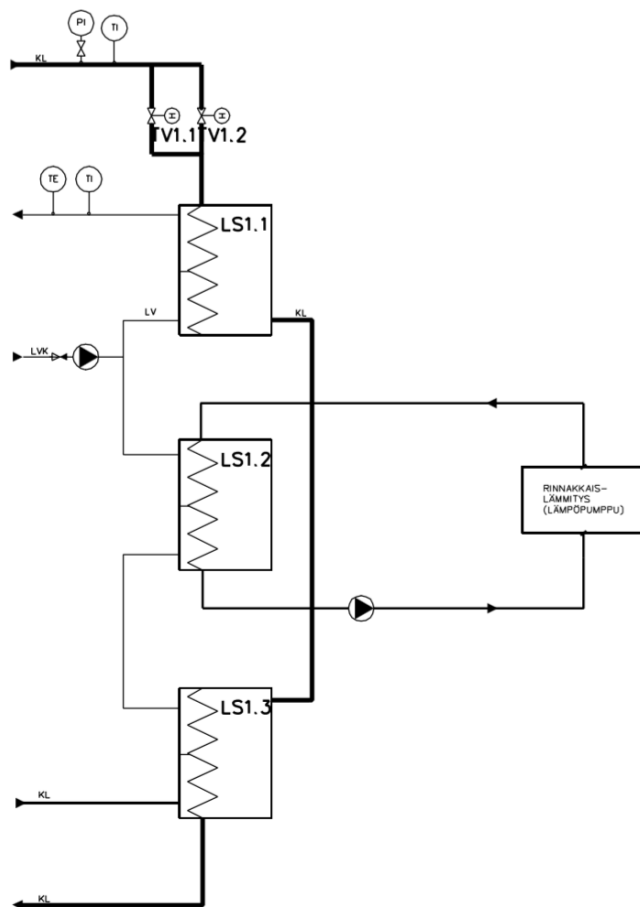 PI
TI
KL
H
H
TV1.1
TV1.2
TE
TI
LS1.1
LV
KL
LVK
LS1.2
RINNAKKAIS-
LÄMMITYS
(LÄMPÖPUMPPU)
LS1.3
KL
KL